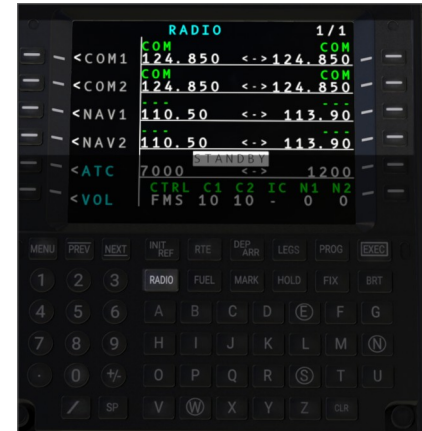 RADIO 1/1
COM COM
<COM1 124.850 <-> 124.850
COM COM
<COM2 124.850 <-> 124.850
--- ---
<NAV1 110.50 <-> 113.90
--- ---
<NAV2 110.50 <-> 113.90
STANDBY
<ATC 7000 <-> 1200
CTRL C1 C2 IC N1 N2
<VOL FMS 10 10 - 0 0
MENU PREV NEXT INIT REF RTE DEP ARR LEGS PROG EXEC
1 2 3 RADIO FUEL MARK HOLD FIX BRT
4 5 6 A B C D E F G
7 8 9 H I J K L M N
. 0 +/- O P Q R S T U
/ SP V W X Y Z CLR